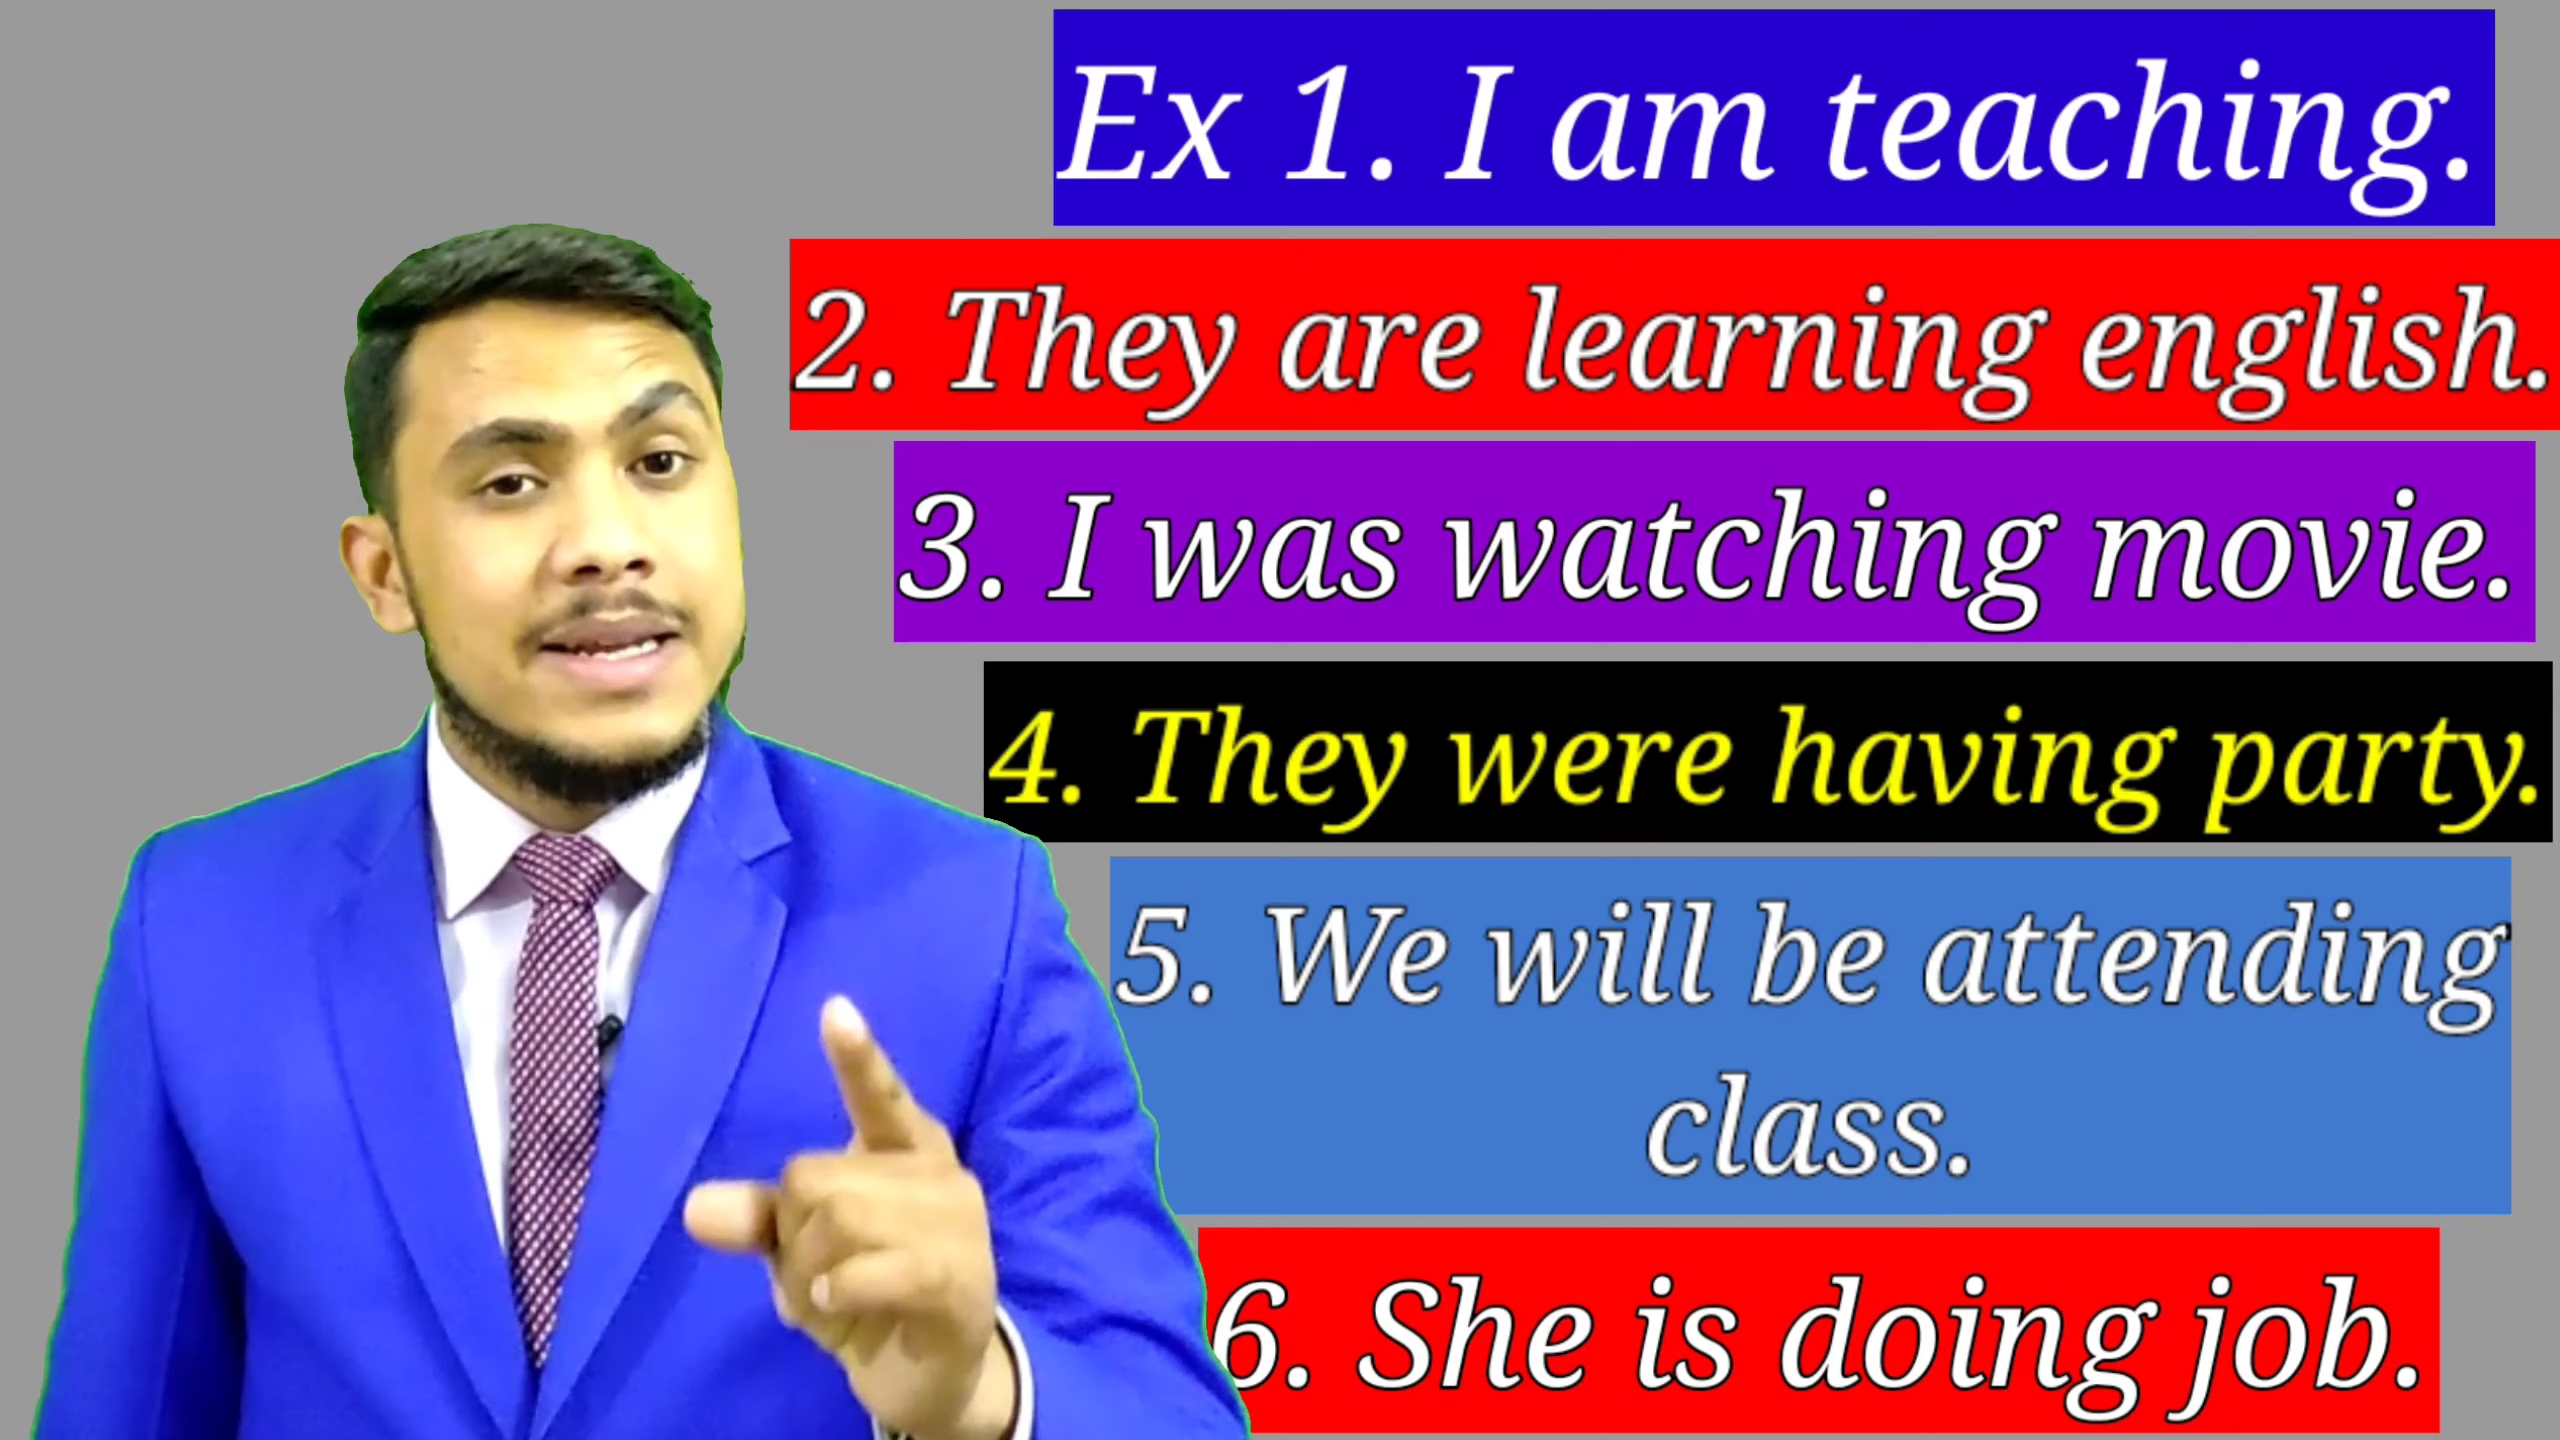 Ex 1. I am teaching.
2. They are learning english.
3. I was watching movie.
4. They were having party.
5. We will be attending
class.
6. She is doing job.